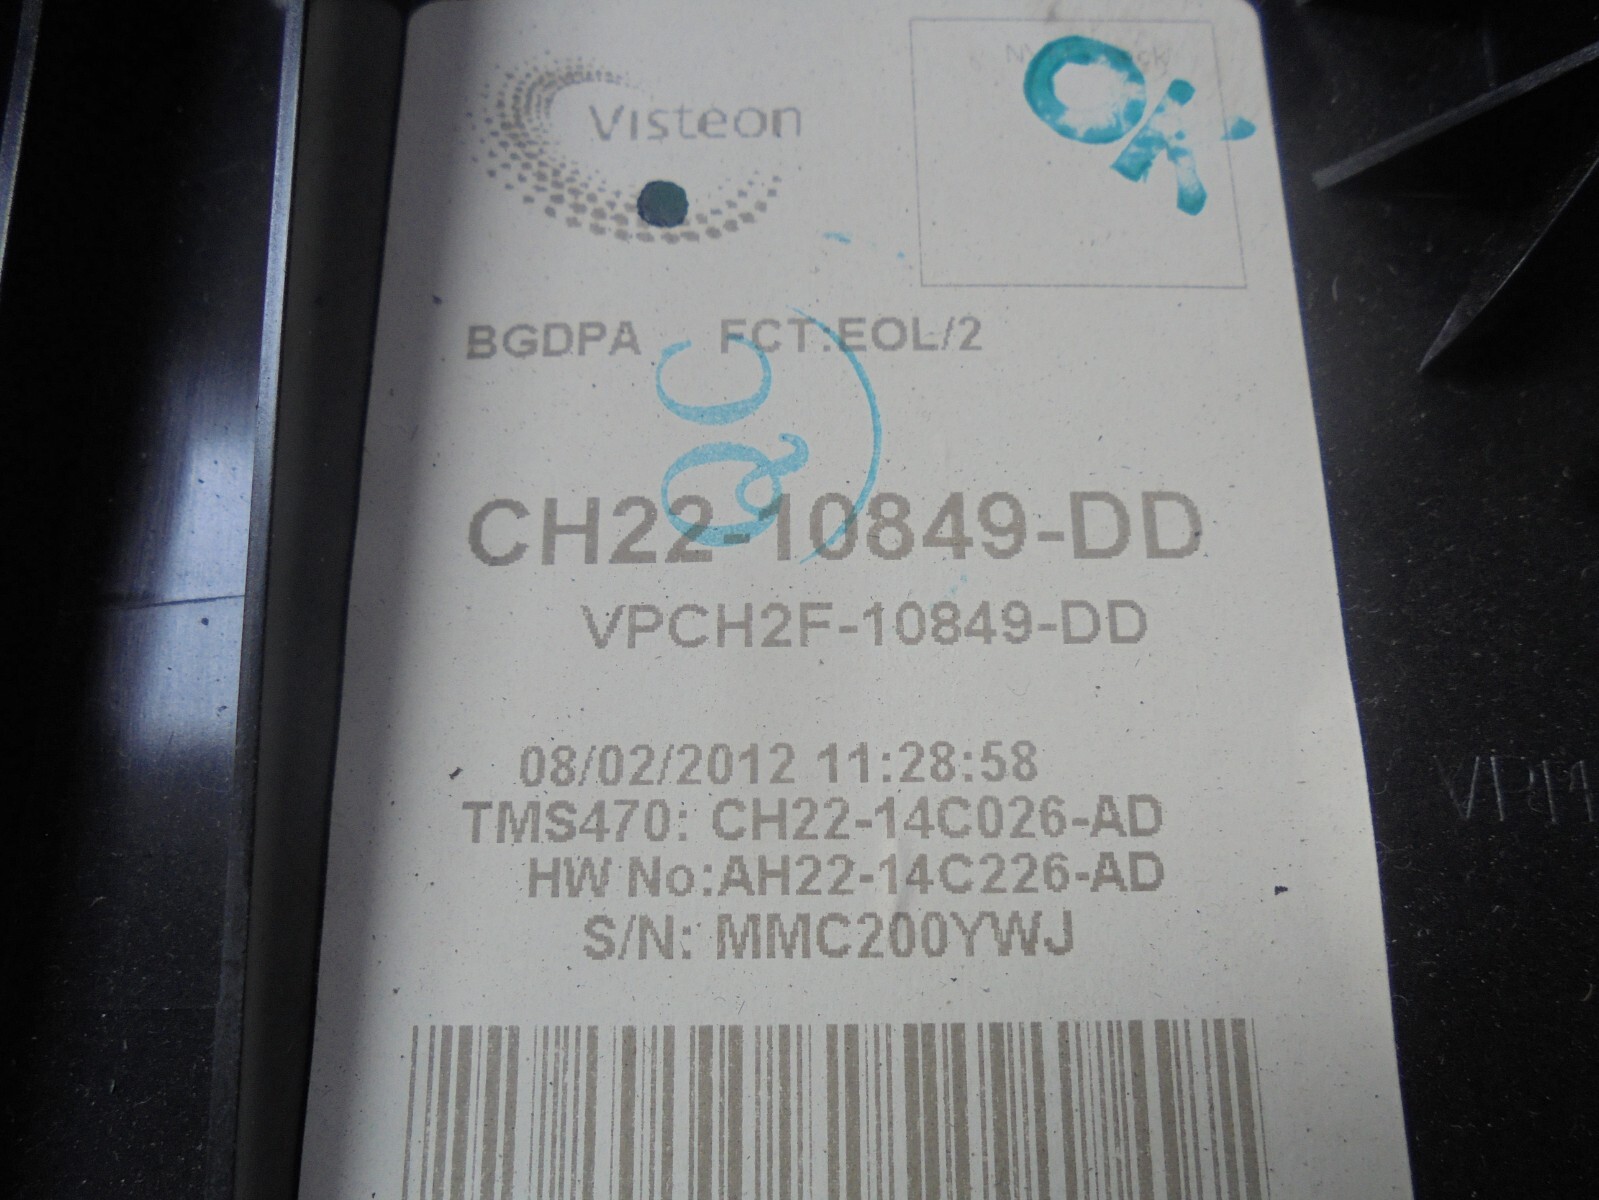 Visteon
OK
BGDPA FCT:EOL/2
QC
CH22-10849-DD
VPCH2F-10849-DD
08/02/2012 11:28:58
TMS470: CH22-14C026-AD
HW No:AH22-14C226-AD
S/N: MMC200YWJ